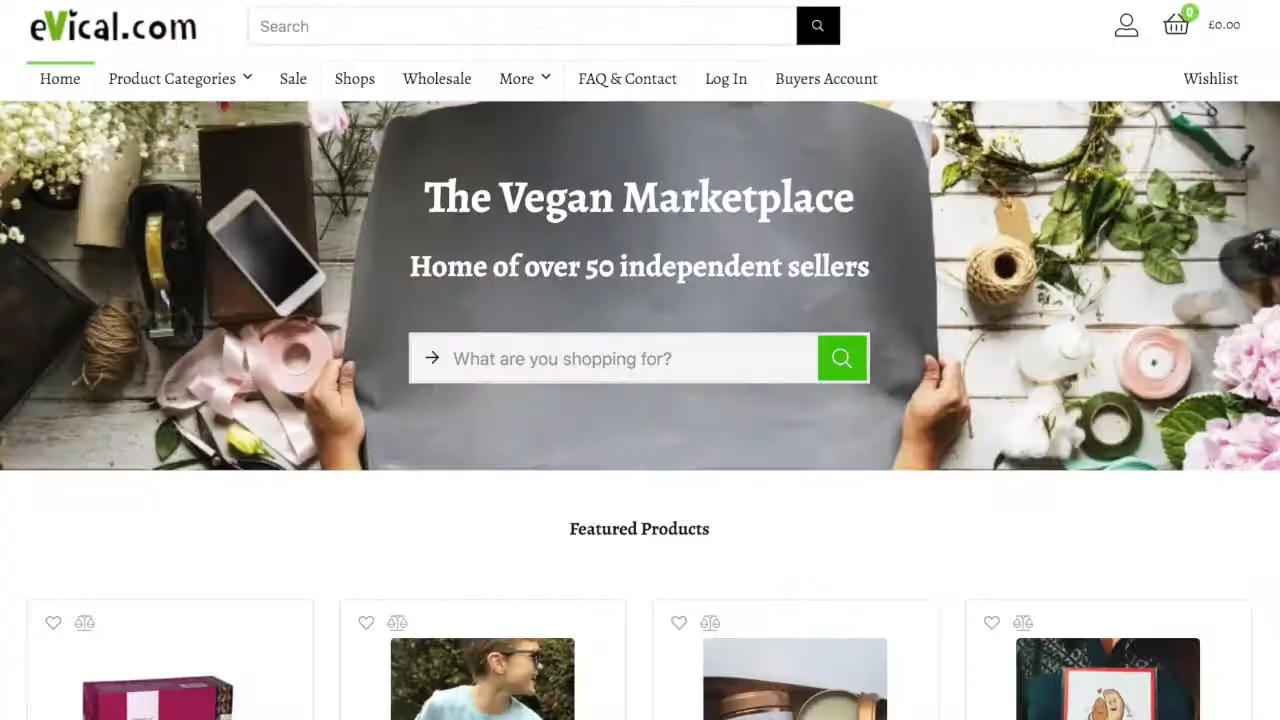 eVical.com
Search
0
£0.00
Home
Product Categories
Sale
Shops
Wholesale
More
FAQ & Contact
Log In
Buyers Account
Wishlist
The Vegan Marketplace
Home of over 50 independent sellers
What are you shopping for?
Featured Products